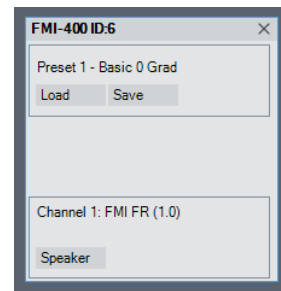 FMI-400 ID:6
Preset 1 - Basic 0 Grad
Load Save
Channel 1: FMI FR (1.0)
Speaker